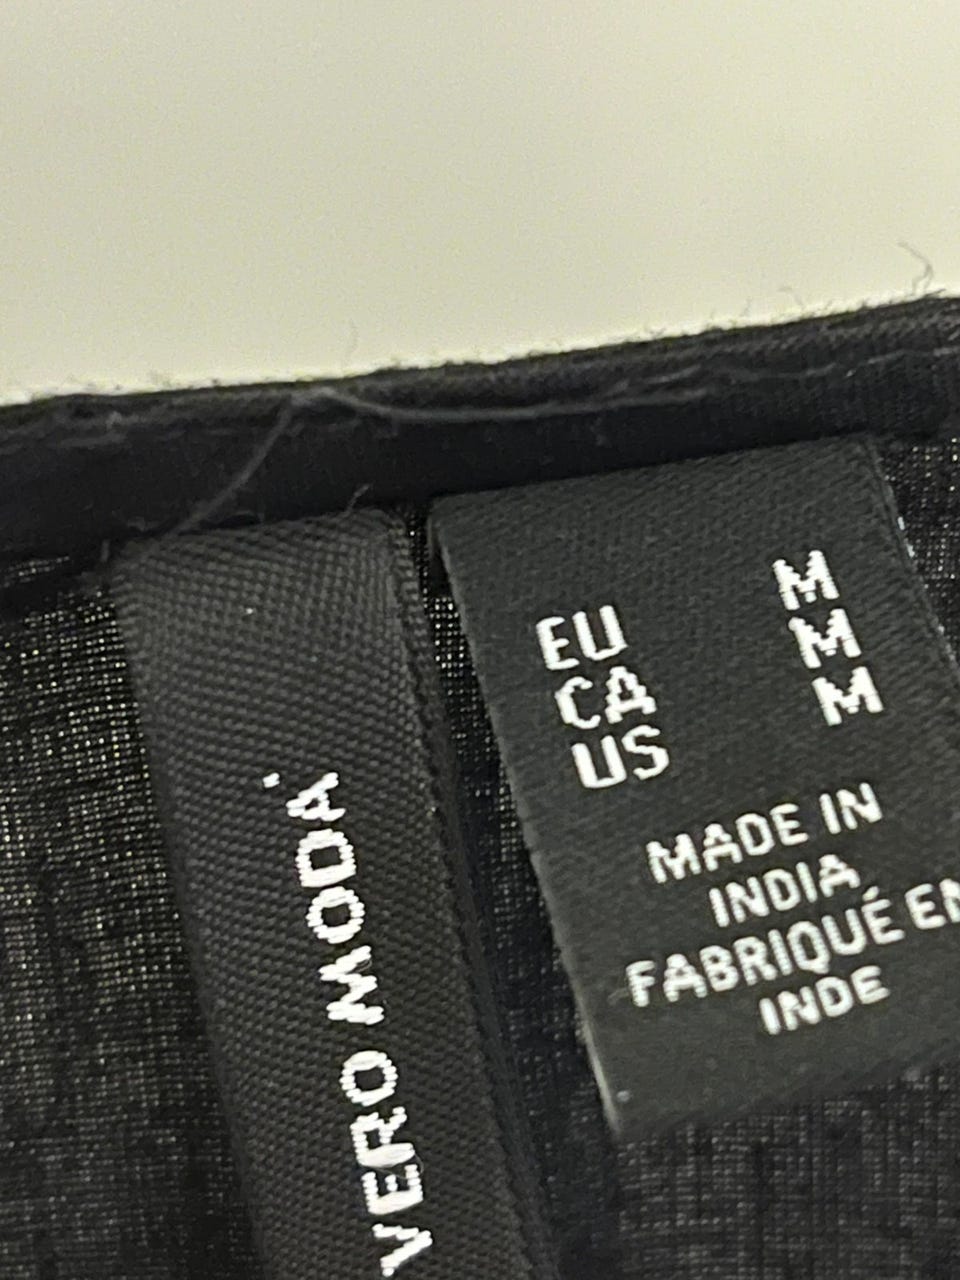 VERO MODA
EU M
CA M
US M
MADE IN
INDIA
FABRIQUÉ EN
INDE